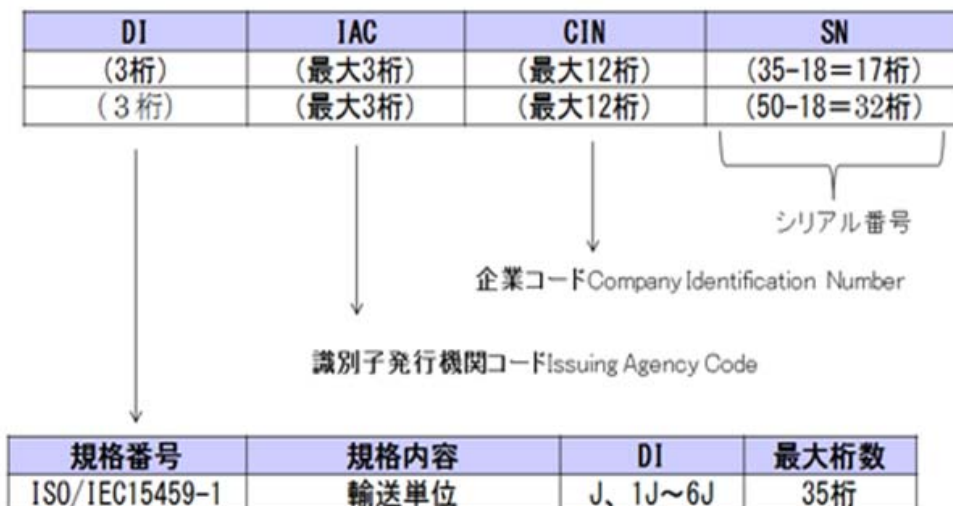 DI IAC CIN SN
(3桁) (最大3桁) (最大12桁) (35-18=17桁)
(3桁) (最大3桁) (最大12桁) (50-18=32桁)
シリアル番号
企業コードCompany Identification Number
識別子発行機関コードIssuing Agency Code
規格番号 規格内容 DI 最大桁数
ISO/IEC15459-1 輸送単位 J、1J～6J 35桁